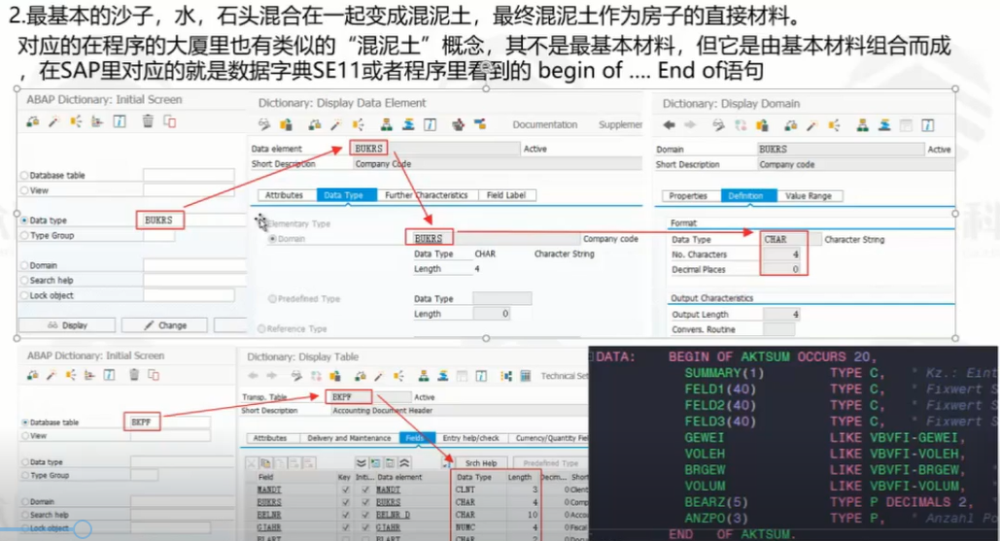 2.最基本的沙子，水，石头混合在一起变成混泥土，最终混泥土作为房子的直接材料。
对应的在程序的大厦里也有类似的“混泥土”概念，其不是最基本材料，但它是由基本材料组合而成
，在SAP里对应的就是数据字典SE11或者程序里看到的 begin of .... End of语句
ABAP Dictionary: Initial Screen
Database table
View
Data type BUKRS
Type Group
Domain
Search help
Lock object
Display Change
Dictionary: Display Data Element
Documentation Supplemen
Data element BUKRS Active
Short Description Company Code
Attributes Data Type Further Characteristics Field Label
Elementary Type
Domain BUKRS Company code
Data Type CHAR Character String
Length 4
Predefined Type Data Type
Length 0
Reference Type
Dictionary: Display Domain
Domain BUKRS Active
Short Description Company code
Properties Definition Value Range
Format
Data Type CHAR Character String
No. Characters 4
Decimal Places 0
Output Characteristics
Output Length 4
Convers. Routine
ABAP Dictionary: Initial Screen
Database table BKPF
View
Data type
Type Group
Domain
Search help
Lock object
Dictionary: Display Table
Technical Set
Transp. Table BKPF Active
Short Description Accounting Document Header
Attributes Delivery and Maintenance Fields Entry help/check Currency/Quantity Fiel
Srch Help Predefined Type
Field Key Initi... Data element Data Type Length Decim... Short
MANDT MANDT CLNT 3 0 Client
BUKRS BUKRS CHAR 4 0 Comp
BELNR BELNR_D CHAR 10 0 Acco
GJAHR GJAHR NUMC 4 0 Fiscal
BLART BLART CHAR 2 0
DATA: BEGIN OF AKTSUM OCCURS 20,
SUMMARY(1) TYPE C, " Kz.: Eint
FELD1(40) TYPE C, " Fixwert S
FELD2(40) TYPE C, " Fixwert S
FELD3(40) TYPE C, " Fixwert S
GEWEI LIKE VBVFI-GEWEI,
VOLEH LIKE VBVFI-VOLEH,
BRGEW LIKE VBVFI-BRGEW,
VOLUM LIKE VBVFI-VOLUM,
BEARZ(5) TYPE P DECIMALS 2,
ANZPO(3) TYPE P, " Anzahl Po
END OF AKTSUM.